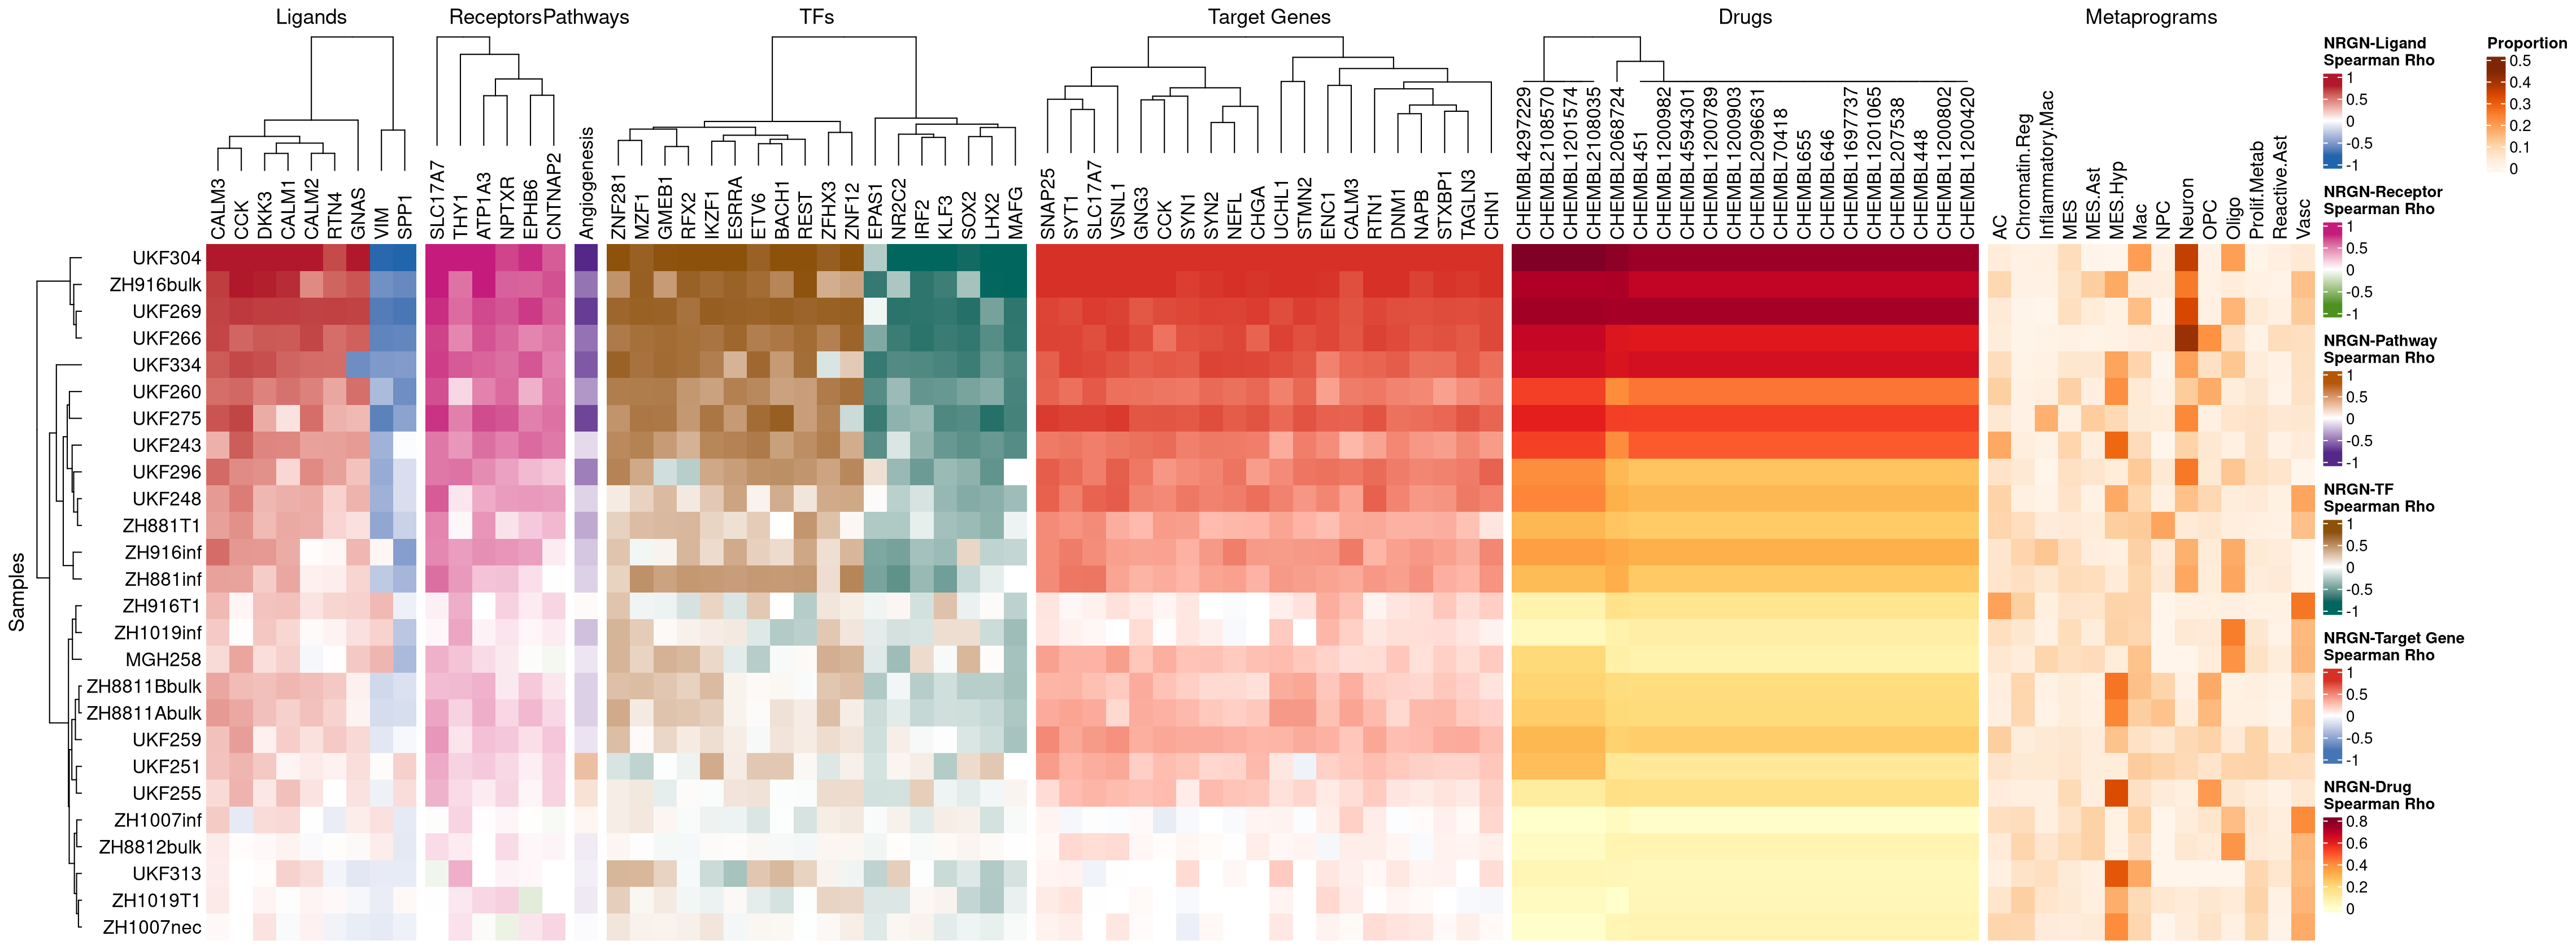 Ligands
Receptors
Pathways
TFs
Target Genes
Drugs
Metaprograms
CALM3
CCK
DKK3
CALM1
CALM2
RTN4
GNAS
VIM
SPP1
SLC17A7
THY1
ATP1A3
NPTXR
EPHB6
CNTNAP2
Angiogenesis
ZNF281
MZF1
GMEB1
RFX2
IKZF1
ESRRA
ETV6
BACH1
REST
ZFHX3
ZNF12
EPAS1
NR2C2
IRF2
KLF3
SOX2
LHX2
MAFG
SNAP25
SYT1
SLC17A7
VSNL1
GNG3
CCK
SYN1
SYN2
NEFL
CHGA
UCHL1
STMN2
ENC1
CALM3
RTN1
DNM1
NAPB
STXBP1
TAGLN3
CHN1
CHEMBL4297229
CHEMBL2108570
CHEMBL1201574
CHEMBL2108035
CHEMBL2068724
CHEMBL451
CHEMBL1200982
CHEMBL4594301
CHEMBL1200789
CHEMBL1200903
CHEMBL2096631
CHEMBL70418
CHEMBL655
CHEMBL646
CHEMBL1697737
CHEMBL1201065
CHEMBL207538
CHEMBL448
CHEMBL1200802
CHEMBL1200420
AC
Chromatin.Reg
Inflammatory.Mac
MES
MES.Ast
MES.Hyp
Mac
NPC
Neuron
OPC
Oligo
Prolif.Metab
Reactive.Ast
Vasc
Samples
UKF304
ZH916bulk
UKF269
UKF266
UKF334
UKF260
UKF275
UKF243
UKF296
UKF248
ZH881T1
ZH916inf
ZH881inf
ZH916T1
ZH1019inf
MGH258
ZH8811Bbulk
ZH8811Abulk
UKF259
UKF251
UKF255
ZH1007inf
ZH8812bulk
UKF313
ZH1019T1
ZH1007nec
NRGN-Ligand
Spearman Rho
1
0.5
0
-0.5
-1
NRGN-Receptor
Spearman Rho
1
0.5
0
-0.5
-1
NRGN-Pathway
Spearman Rho
1
0.5
0
-0.5
-1
NRGN-TF
Spearman Rho
1
0.5
0
-0.5
-1
NRGN-Target Gene
Spearman Rho
1
0.5
0
-0.5
-1
NRGN-Drug
Spearman Rho
0.8
0.6
0.4
0.2
0
Proportion
0.5
0.4
0.3
0.2
0.1
0